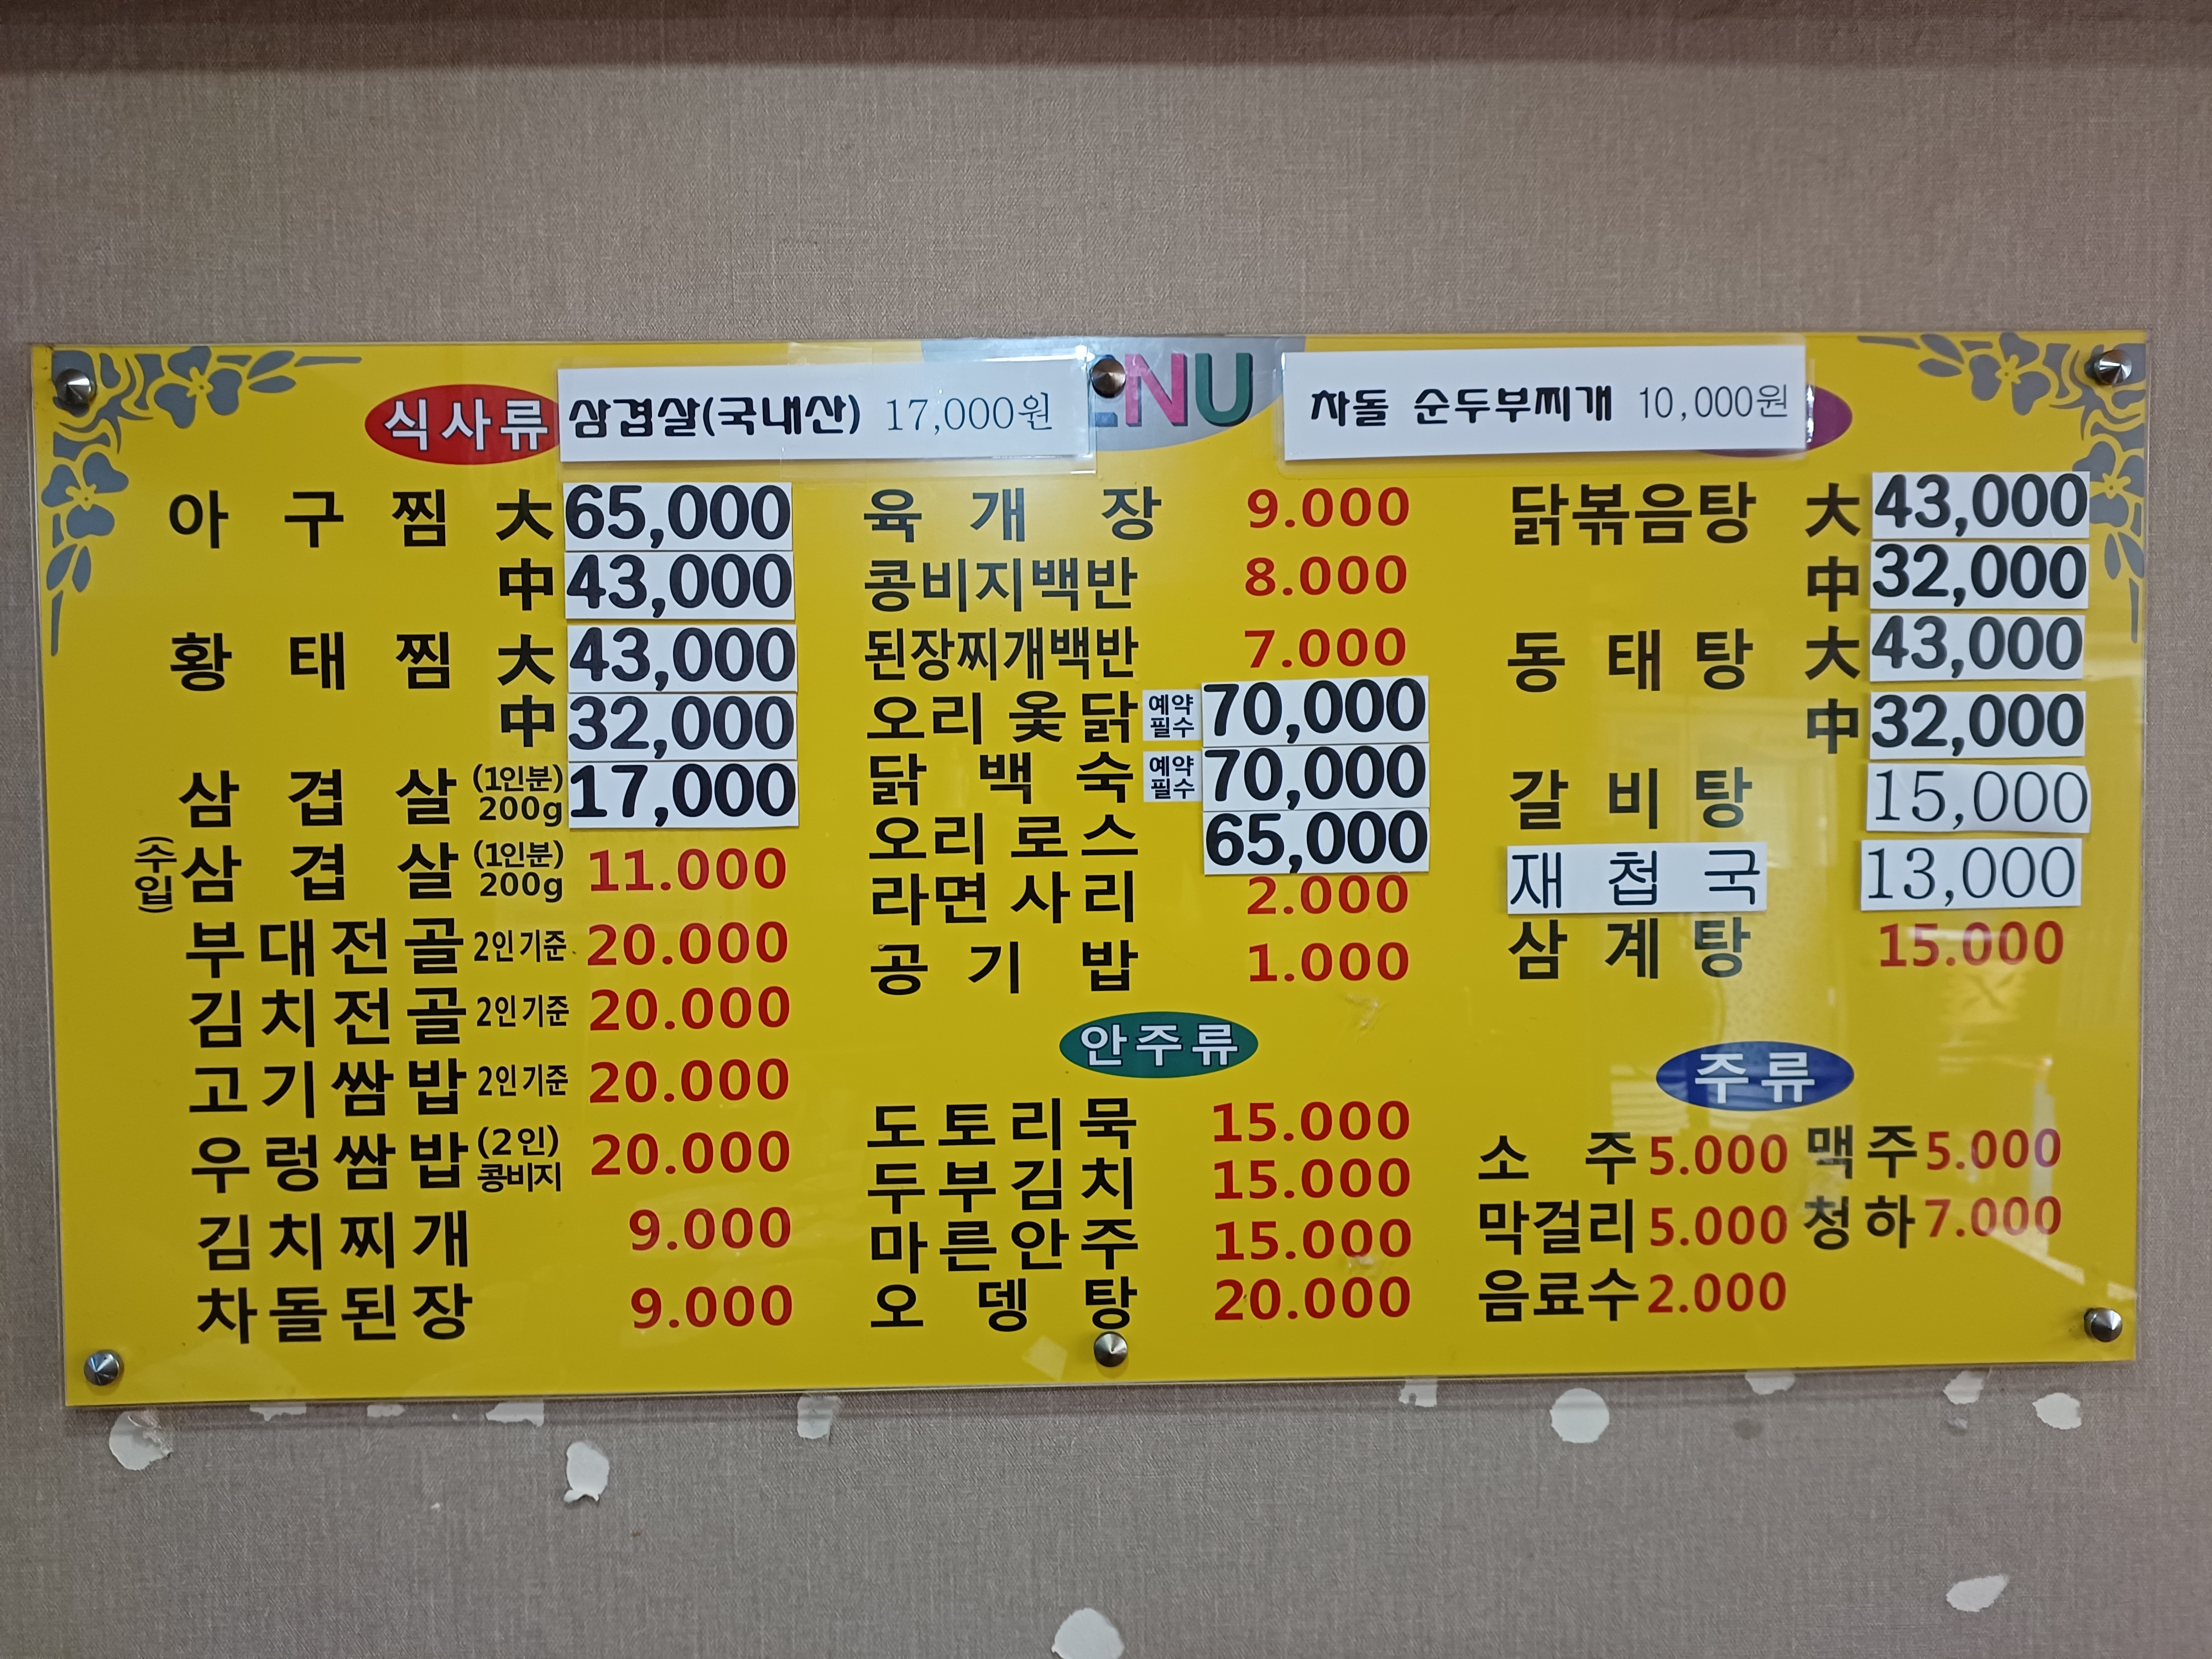 식사류 삼겹살(국내산) 17,000원
아구찜 大 65,000
中 43,000
황태찜 大 43,000
中 32,000
삼겹살 (1인분) 200g 17,000
(수입) 삼겹살 (1인분) 200g 11.000
부대전골 2인기준 20.000
김치전골 2인기준 20.000
고기쌈밥 2인기준 20.000
우렁쌈밥 (2인) 콩비지 20.000
김치찌개 9.000
차돌된장 9.000
NU
육개장 9.000
콩비지백반 8.000
된장찌개백반 7.000
오리옻닭 예약필수 70,000
닭백숙 예약필수 70,000
오리로스 65,000
라면사리 2.000
공기밥 1.000
안주류
도토리묵 15.000
두부김치 15.000
마른안주 15.000
오뎅탕 20.000
차돌 순두부찌개 10,000원
닭볶음탕 大 43,000
中 32,000
동태탕 大 43,000
中 32,000
갈비탕 15,000
재첩국 13,000
삼계탕 15.000
주류
소주 5.000 맥주 5.000
막걸리 5.000 청하 7.000
음료수 2.000